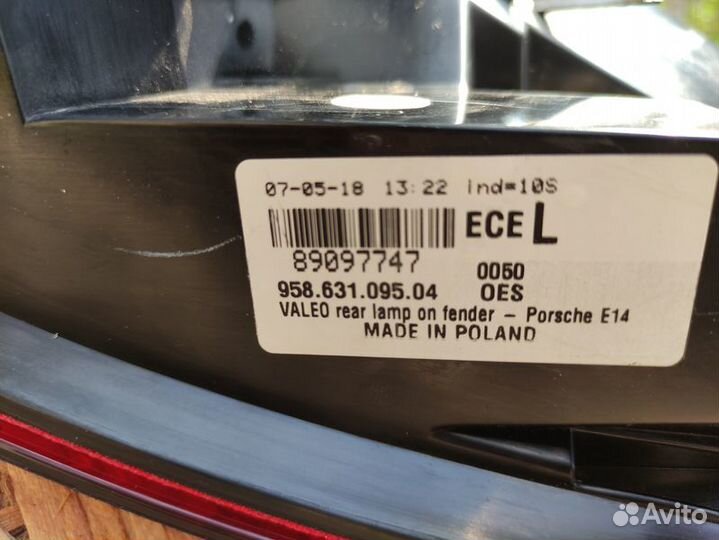 07-05-18 13:22 ind=10S
ECE L
89097747
0050
958.631.095.04 OES
VALEO rear lamp on fender - Porsche E14
MADE IN POLAND
Avito